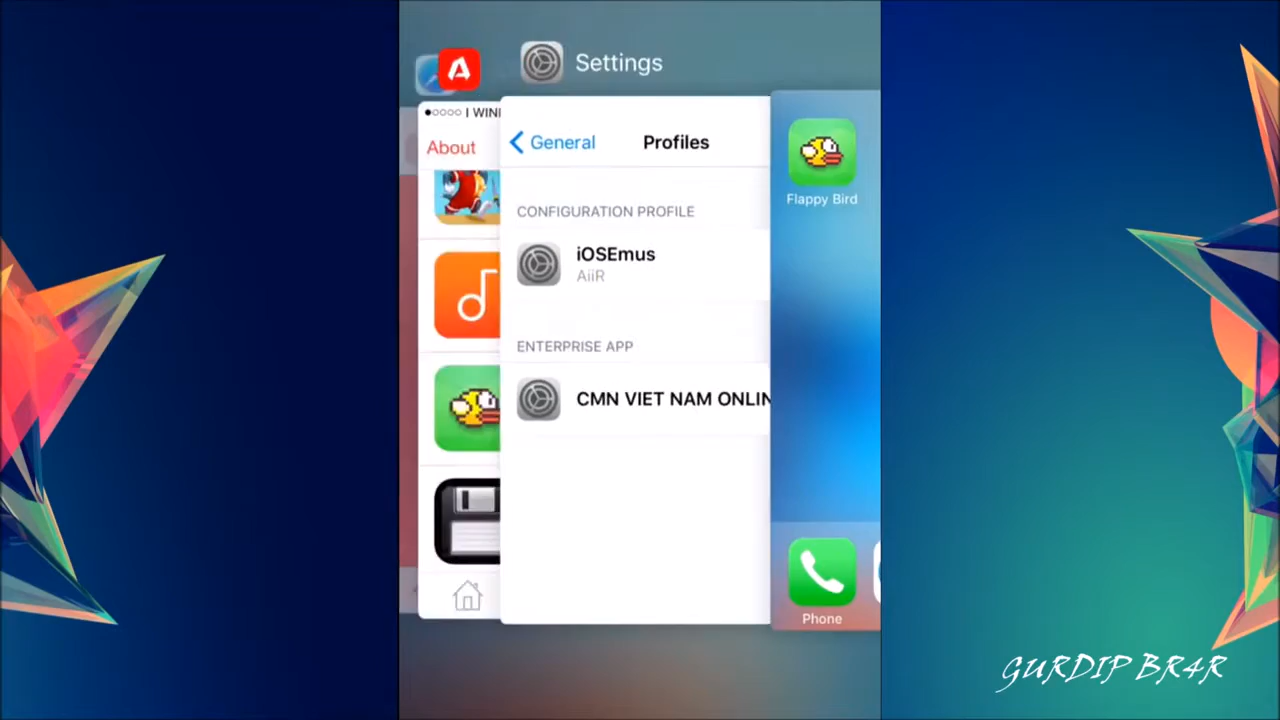 Settings
●○○○○ I WIN
About
General
Profiles
CONFIGURATION PROFILE
iOSEmus
AiiR
ENTERPRISE APP
CMN VIET NAM ONLIN
Flappy Bird
Phone
GURDIP BR4R